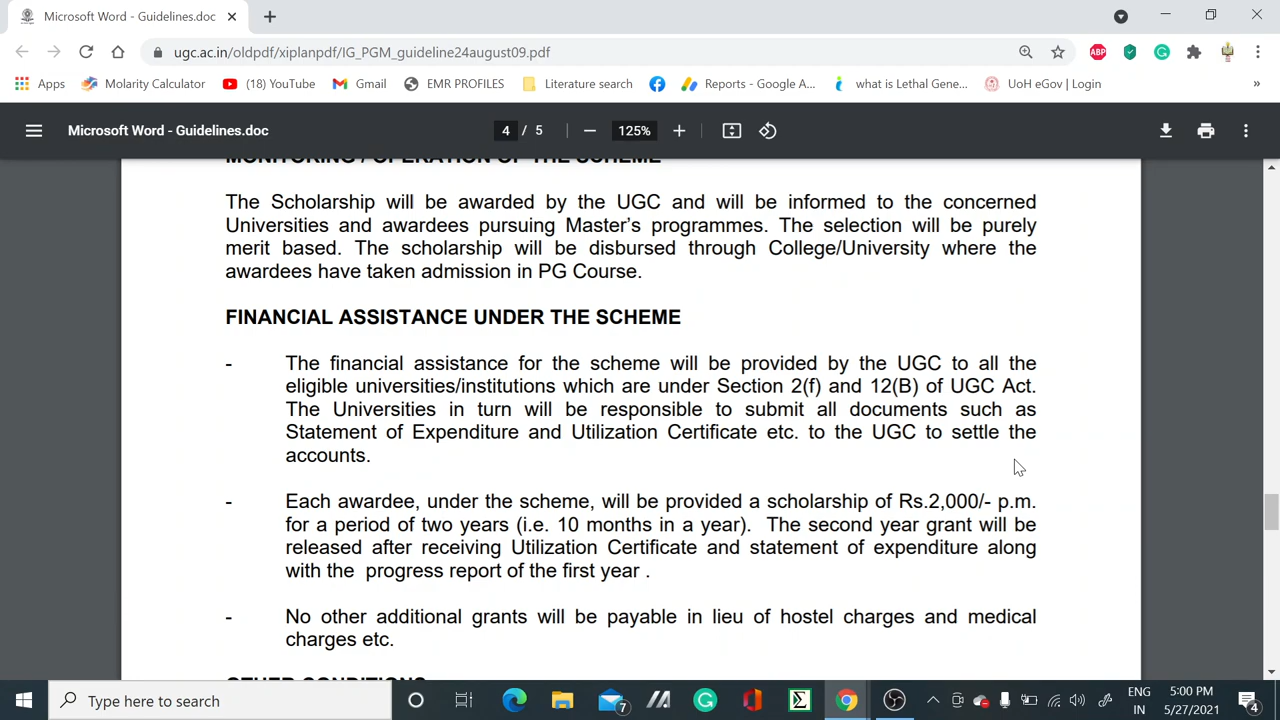 Microsoft Word - Guidelines.doc
ugc.ac.in/oldpdf/xiplanpdf/IG_PGM_guideline24august09.pdf
ABP
Apps Molarity Calculator (18) YouTube Gmail EMR PROFILES Literature search Reports - Google A... what is Lethal Gene... UoH eGov | Login »
Microsoft Word - Guidelines.doc 4 / 5 125%
MONITORING / OPERATION OF THE SCHEME
The Scholarship will be awarded by the UGC and will be informed to the concerned
Universities and awardees pursuing Master's programmes. The selection will be purely
merit based. The scholarship will be disbursed through College/University where the
awardees have taken admission in PG Course.
FINANCIAL ASSISTANCE UNDER THE SCHEME
- The financial assistance for the scheme will be provided by the UGC to all the
eligible universities/institutions which are under Section 2(f) and 12(B) of UGC Act.
The Universities in turn will be responsible to submit all documents such as
Statement of Expenditure and Utilization Certificate etc. to the UGC to settle the
accounts.
- Each awardee, under the scheme, will be provided a scholarship of Rs.2,000/- p.m.
for a period of two years (i.e. 10 months in a year). The second year grant will be
released after receiving Utilization Certificate and statement of expenditure along
with the progress report of the first year .
- No other additional grants will be payable in lieu of hostel charges and medical
charges etc.
OTHER CONDITIONS
Type here to search
7
ENG
IN
5:00 PM
5/27/2021
4